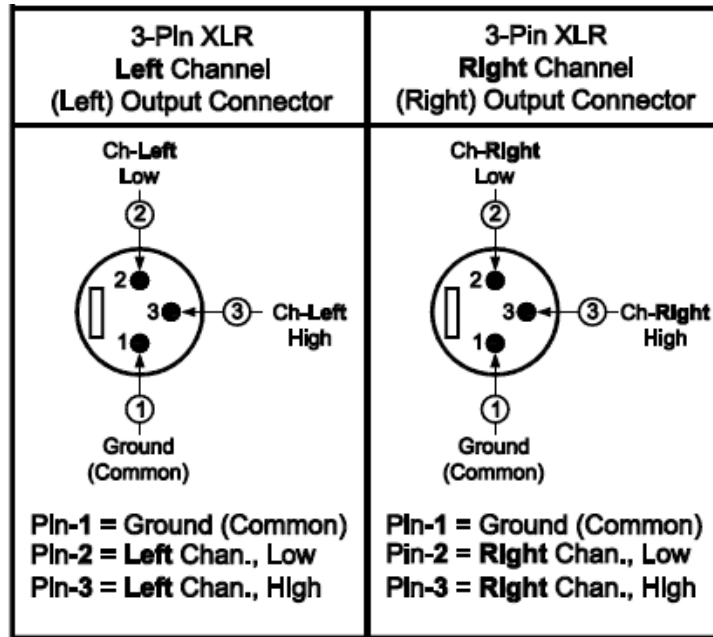 3-Pin XLR
Left Channel
(Left) Output Connector
3-Pin XLR
Right Channel
(Right) Output Connector
Ch-Left
Low
2
2
3
3
Ch-Left
High
1
1
Ground
(Common)
Pin-1 = Ground (Common)
Pin-2 = Left Chan., Low
Pin-3 = Left Chan., High
Ch-Right
Low
2
2
3
3
Ch-Right
High
1
1
Ground
(Common)
Pin-1 = Ground (Common)
Pin-2 = Right Chan., Low
Pin-3 = Right Chan., High